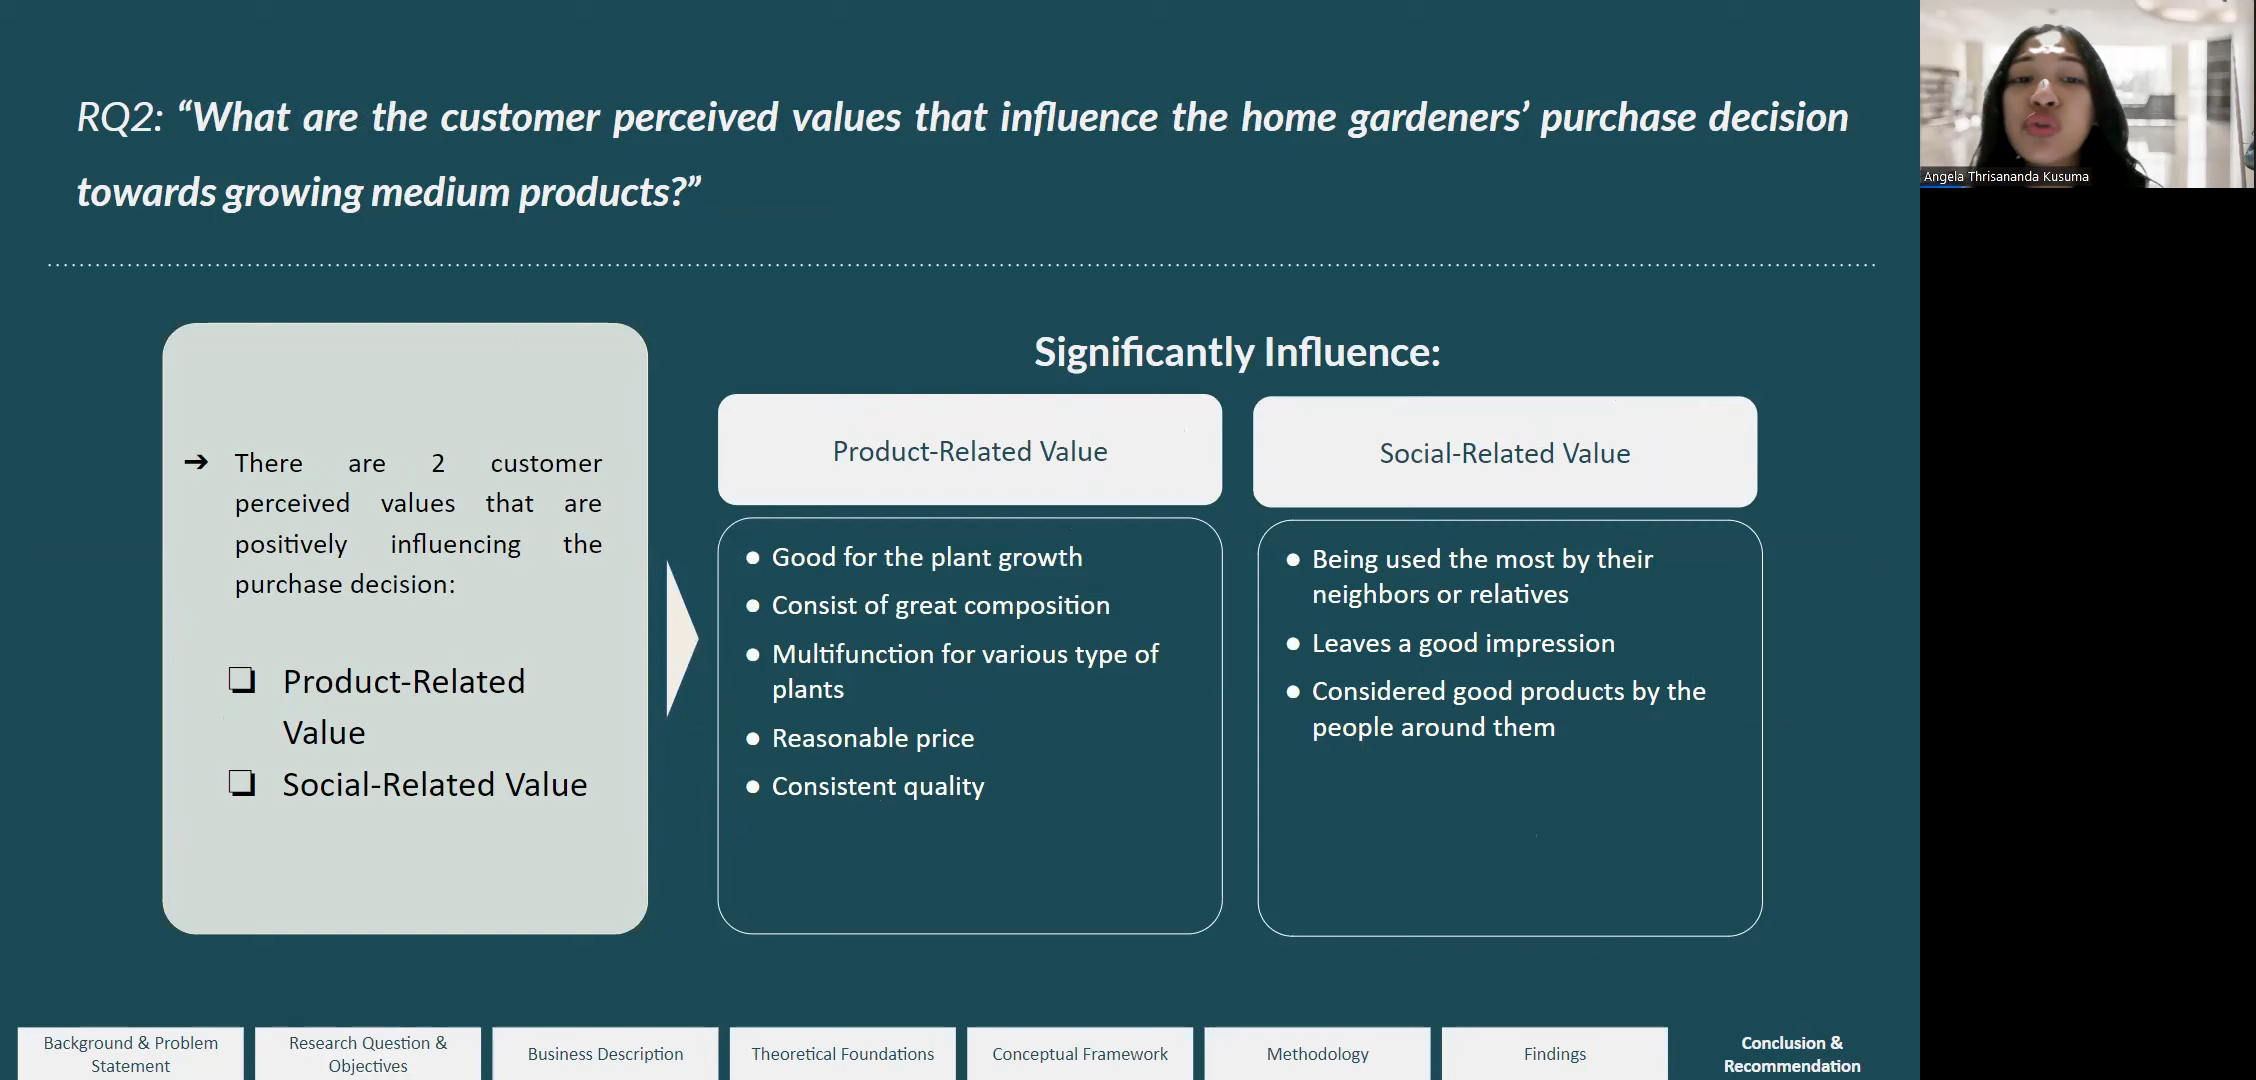 RQ2: “What are the customer perceived values that influence the home gardeners’ purchase decision
towards growing medium products?”
Angela Thrisananda Kusuma
➔ There are 2 customer
perceived values that are
positively influencing the
purchase decision:
❏ Product-Related
Value
❏ Social-Related Value
Significantly Influence:
Product-Related Value
● Good for the plant growth
● Consist of great composition
● Multifunction for various type of
plants
● Reasonable price
● Consistent quality
Social-Related Value
● Being used the most by their
neighbors or relatives
● Leaves a good impression
● Considered good products by the
people around them
Background & Problem
Statement
Research Question &
Objectives
Business Description
Theoretical Foundations
Conceptual Framework
Methodology
Findings
Conclusion &
Recommendation